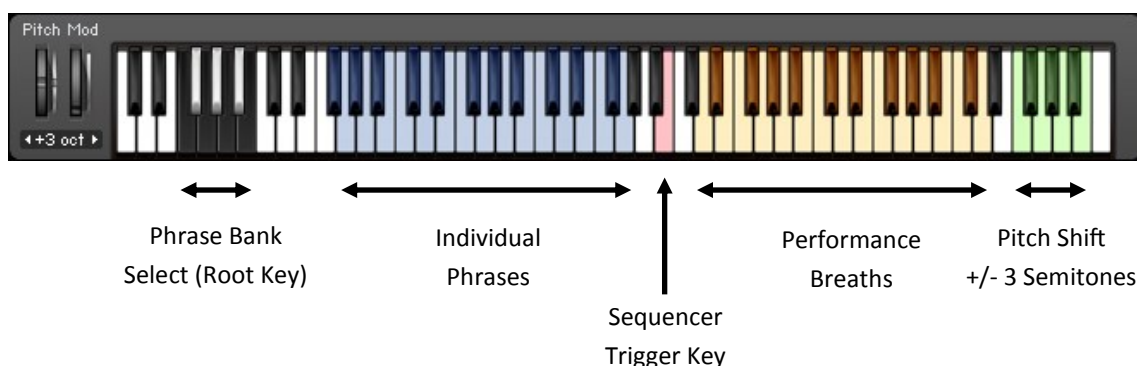 Pitch Mod
+3 oct
Phrase Bank
Select (Root Key)
Individual
Phrases
Sequencer
Trigger Key
Performance
Breaths
Pitch Shift
+/- 3 Semitones